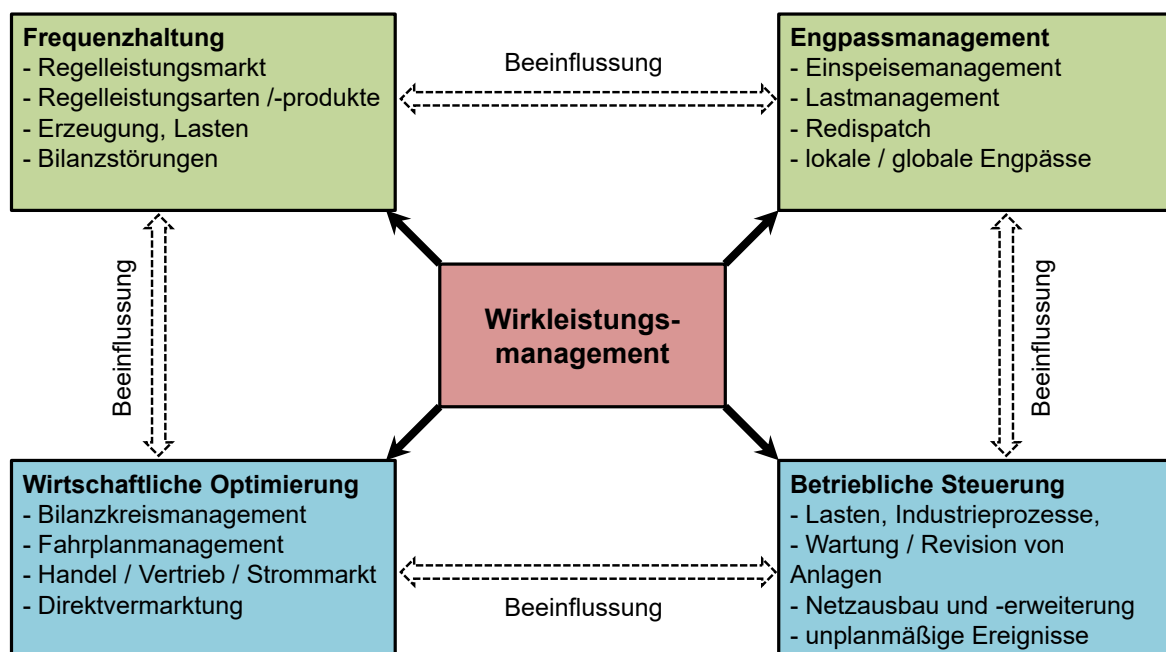 Frequenzhaltung
- Regelleistungsmarkt
- Regelleistungsarten /-produkte
- Erzeugung, Lasten
- Bilanzstörungen
Beeinflussung
Engpassmanagement
- Einspeisemanagement
- Lastmanagement
- Redispatch
- lokale / globale Engpässe
Beeinflussung
Wirkleistungs-
management
Beeinflussung
Wirtschaftliche Optimierung
- Bilanzkreismanagement
- Fahrplanmanagement
- Handel / Vertrieb / Strommarkt
- Direktvermarktung
Beeinflussung
Betriebliche Steuerung
- Lasten, Industrieprozesse,
- Wartung / Revision von
Anlagen
- Netzausbau und -erweiterung
- unplanmäßige Ereignisse